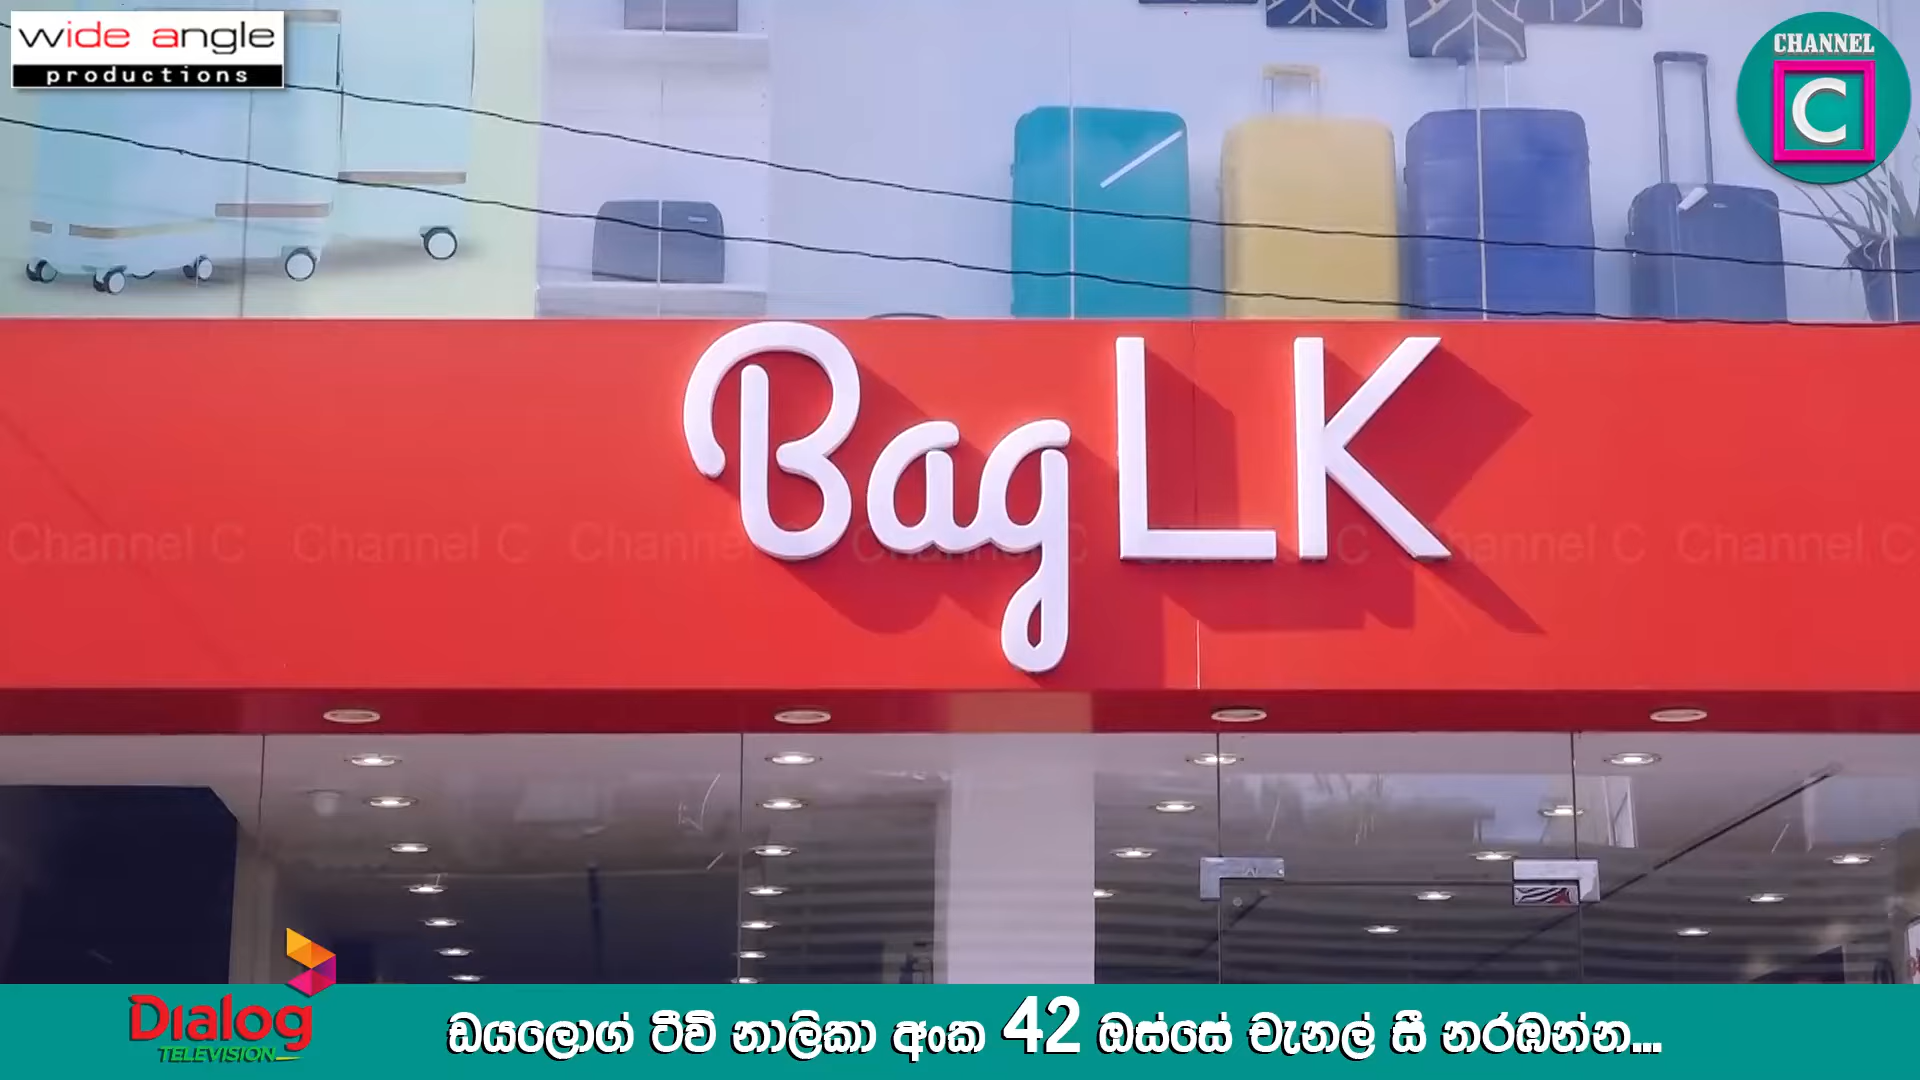 wide angle
productions
CHANNEL
C
Bag LK
Channel C Channel C Channel C Channel C Channel C Channel C Channel C
Dialog
TELEVISION
ඩයලොග් ටීවී නාලිකා අංක 42 ඔස්සේ චැනල් සී නරඹන්න...